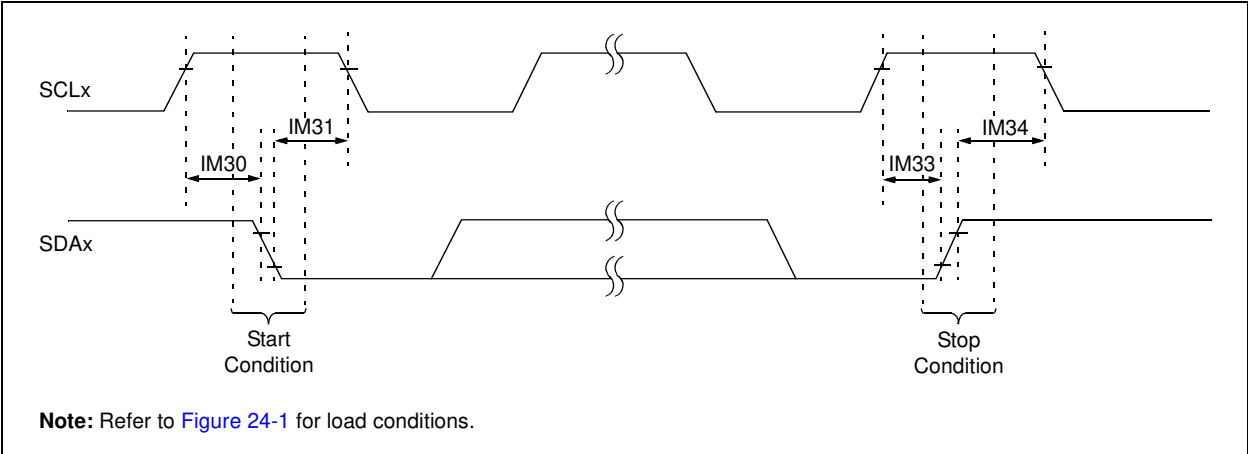 SCLx
IM31
IM34
IM30
IM33
SDAx
Start
Condition
Stop
Condition
Note: Refer to Figure 24-1 for load conditions.